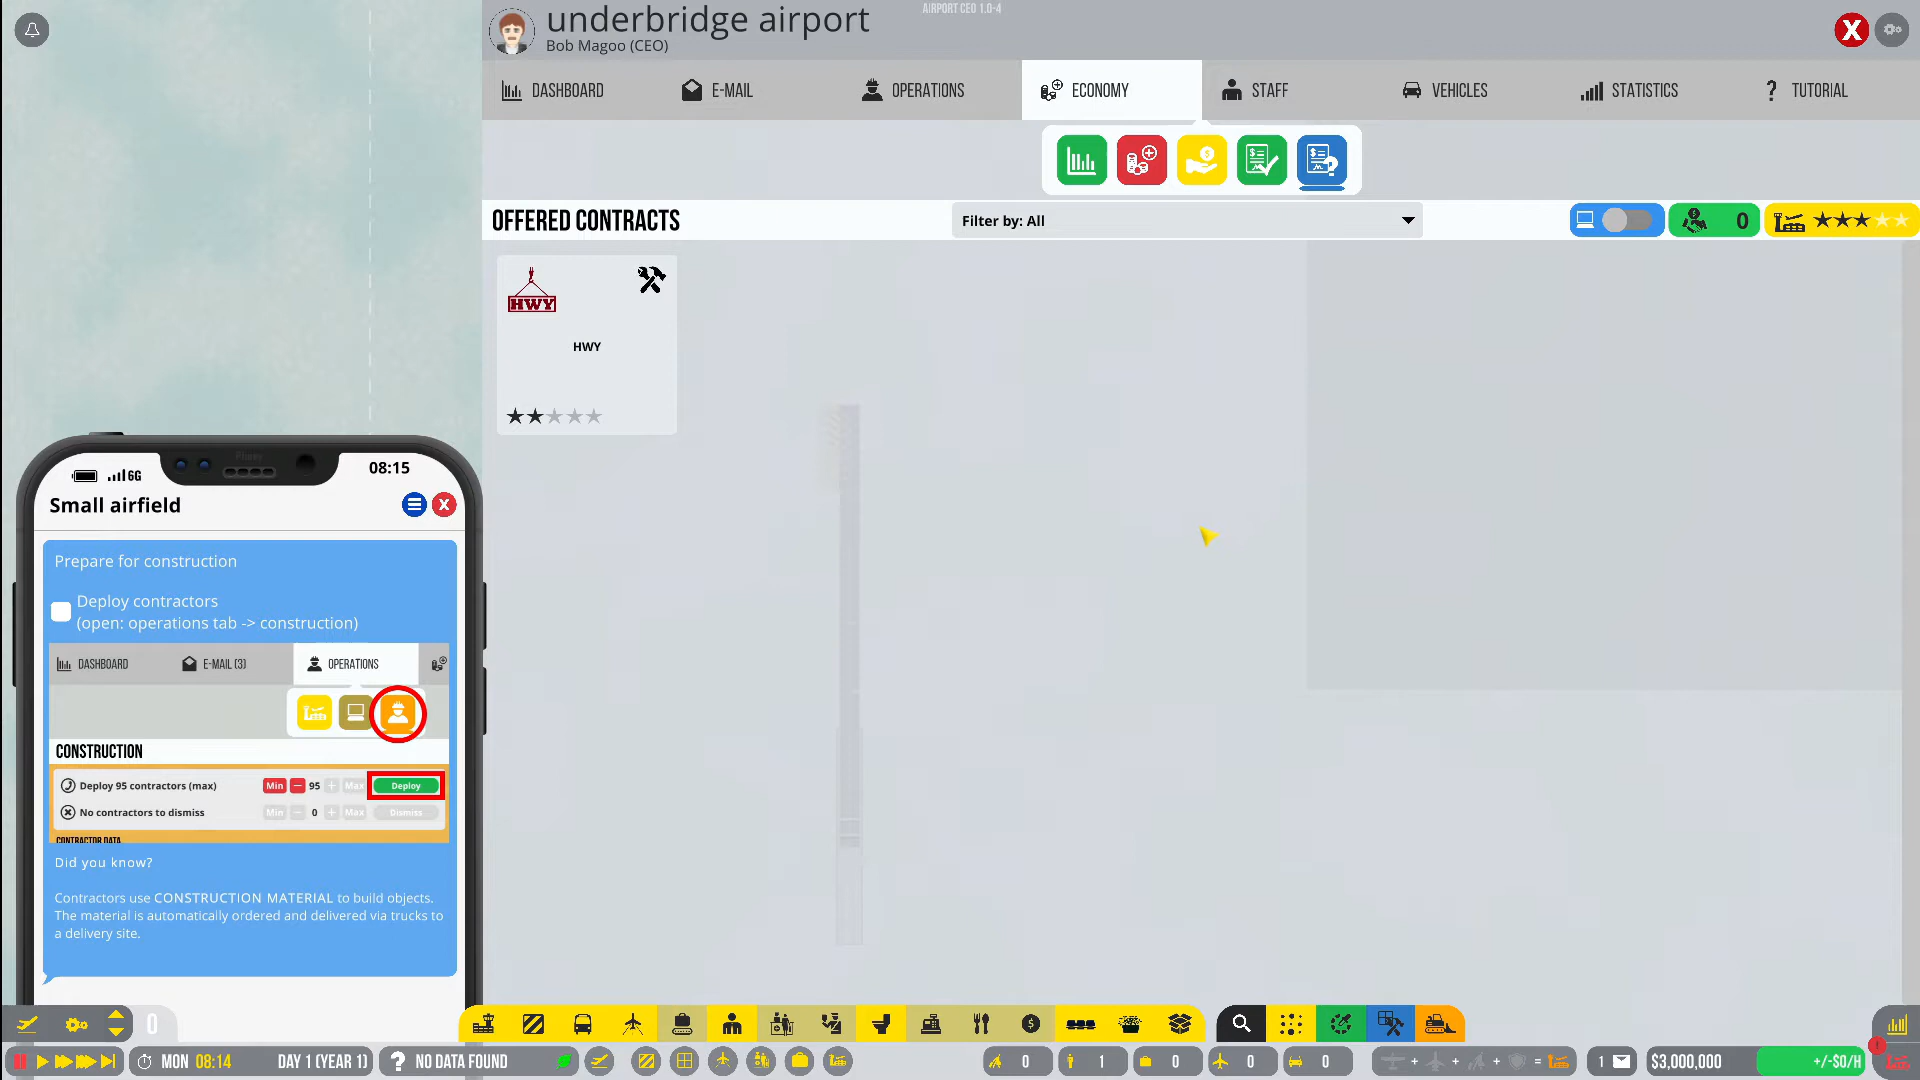 AIRPORT CEO 1.0-4
underbridge airport
Bob Magoo (CEO)
X
DASHBOARD
E-MAIL
OPERATIONS
ECONOMY
STAFF
VEHICLES
STATISTICS
? TUTORIAL
OFFERED CONTRACTS
Filter by: All
0
HWY
HWY
Phoxy
6G
08:15
Small airfield
X
Prepare for construction
Deploy contractors
(open: operations tab -> construction)
DASHBOARD
E-MAIL (3)
OPERATIONS
CONSTRUCTION
Deploy 95 contractors (max)
Min – 95 + Max
Deploy
No contractors to dismiss
Min – 0 + Max
Dismiss
CONTRACTOR DATA
Did you know?
Contractors use CONSTRUCTION MATERIAL to build objects.
The material is automatically ordered and delivered via trucks to
a delivery site.
0
MON 08:14
DAY 1 (YEAR 1)
? NO DATA FOUND
0
1
0
0
0
+ + + =
1
$3,000,000
+/-$0/H